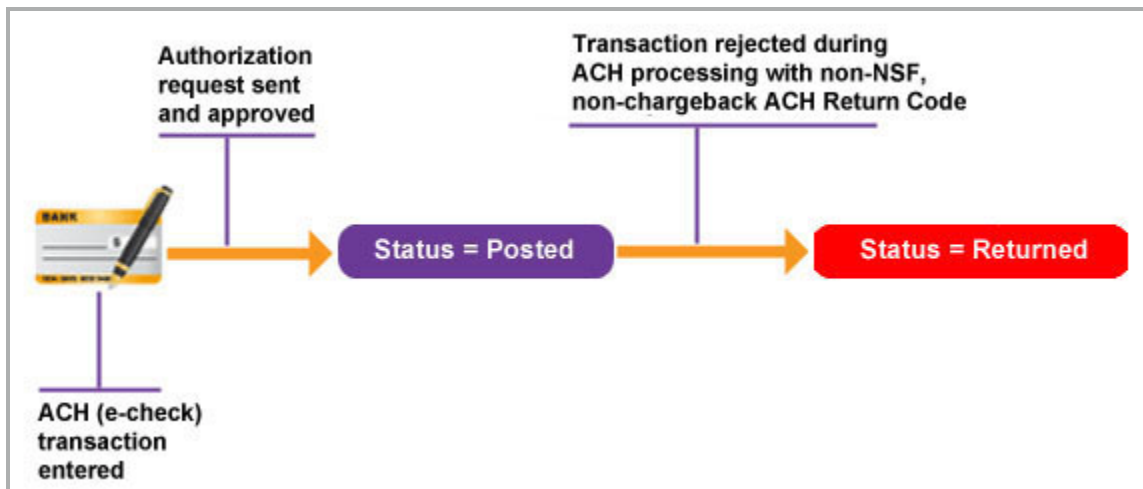 Authorization
request sent
and approved
Transaction rejected during
ACH processing with non-NSF,
non-chargeback ACH Return Code
BANK
$
Status = Posted
Status = Returned
ACH (e-check)
transaction
entered